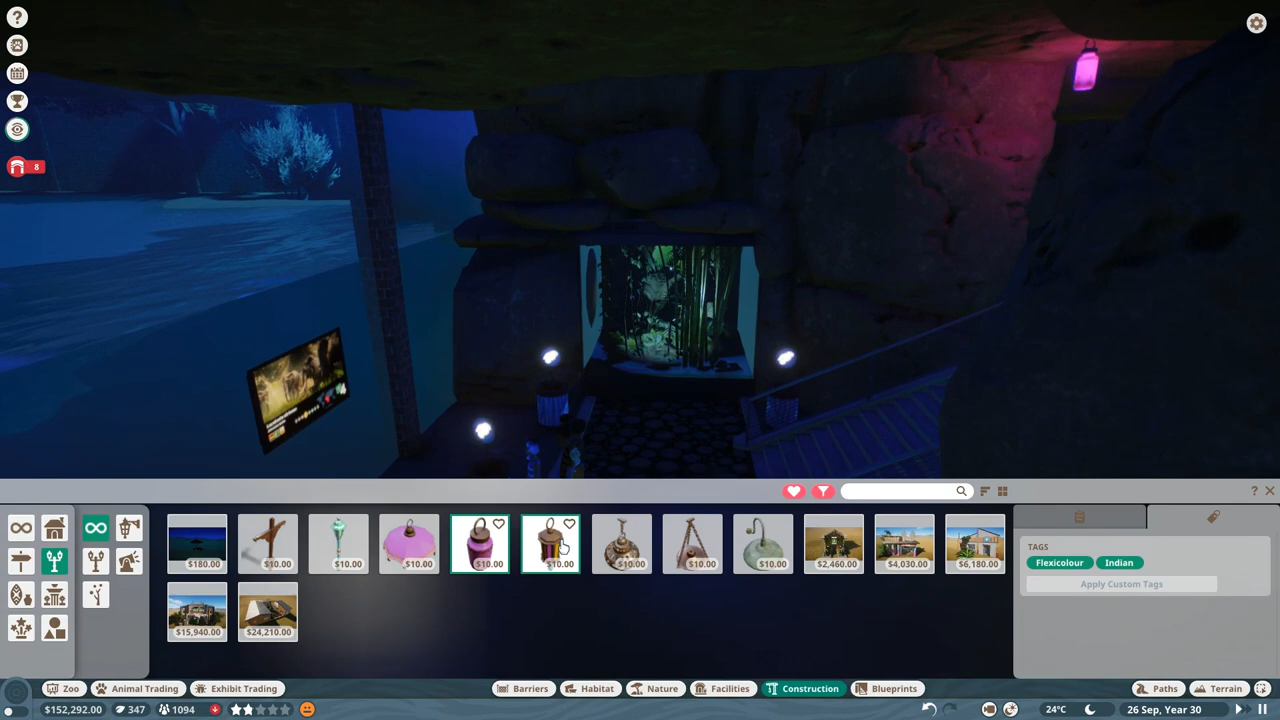 ?
8
? ×
$180.00
$10.00
$10.00
$10.00
$10.00
$10.00
$10.00
$10.00
$10.00
$2,460.00
$4,030.00
$6,180.00
$15,940.00
$24,210.00
TAGS
Flexicolour
Indian
Apply Custom Tags
Zoo
Animal Trading
Exhibit Trading
Barriers
Habitat
Nature
Facilities
Construction
Blueprints
Paths
Terrain
$152,292.00
347
1094
24°C
26 Sep, Year 30